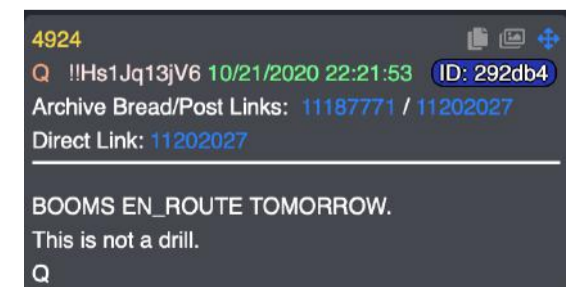 4924
Q !!Hs1Jq13jV6 10/21/2020 22:21:53 ID: 292db4
Archive Bread/Post Links: 11187771 / 11202027
Direct Link: 11202027
BOOMS EN_ROUTE TOMORROW.
This is not a drill.
Q